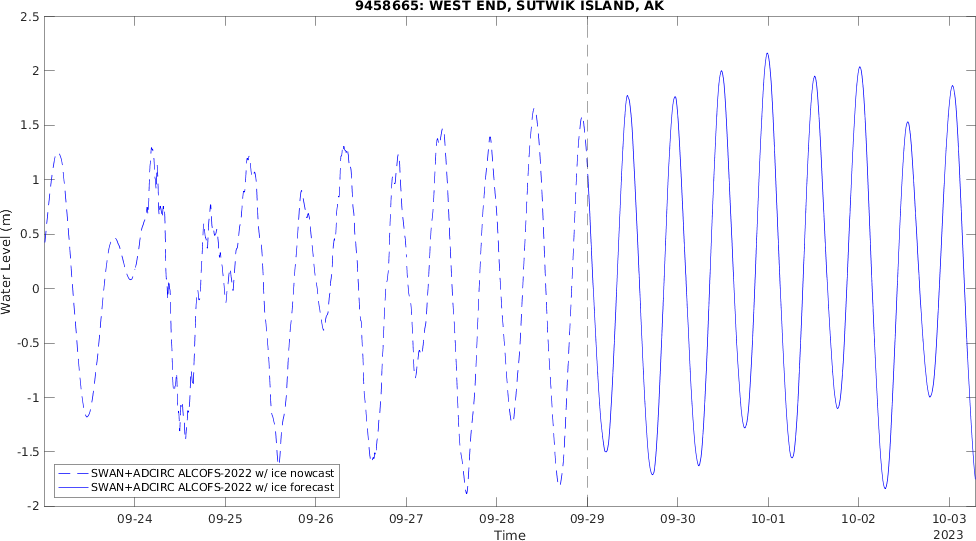 9458665: WEST END, SUTWIK ISLAND, AK
2.5
2
1.5
1
0.5
0
-0.5
-1
-1.5
-2
Water Level (m)
SWAN+ADCIRC ALCOFS-2022 w/ ice nowcast
SWAN+ADCIRC ALCOFS-2022 w/ ice forecast
09-24 09-25 09-26 09-27 09-28 09-29 09-30 10-01 10-02 10-03
2023
Time